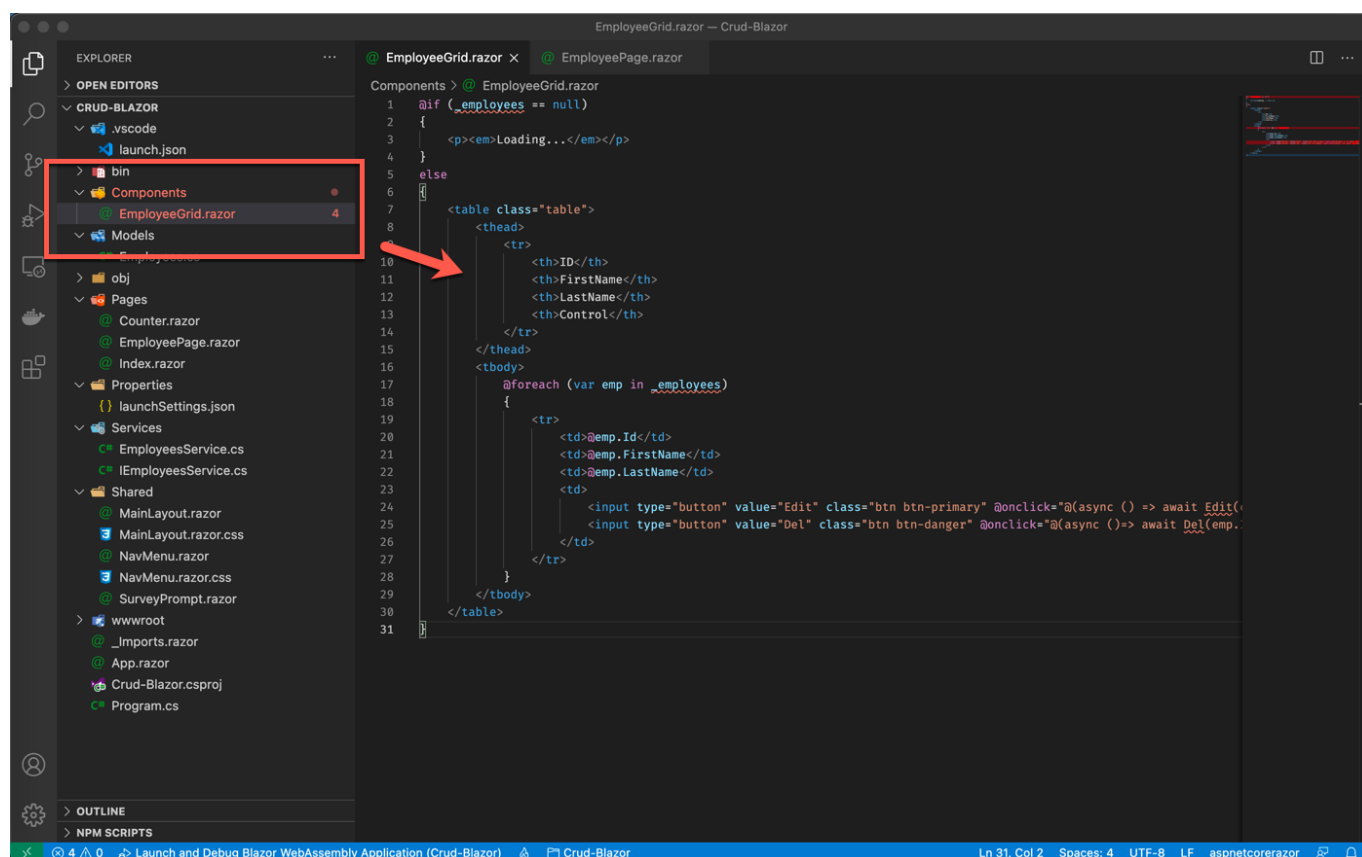 EmployeeGrid.razor — Crud-Blazor
EXPLORER
OPEN EDITORS
CRUD-BLAZOR
.vscode
launch.json
bin
Components
EmployeeGrid.razor 4
Models
obj
Pages
Counter.razor
EmployeePage.razor
Index.razor
Properties
launchSettings.json
Services
EmployeesService.cs
IEmployeesService.cs
Shared
MainLayout.razor
MainLayout.razor.css
NavMenu.razor
NavMenu.razor.css
SurveyPrompt.razor
wwwroot
_Imports.razor
App.razor
Crud-Blazor.csproj
Program.cs
OUTLINE
NPM SCRIPTS
EmployeeGrid.razor EmployeePage.razor
Components > EmployeeGrid.razor
1 @if (_employees == null)
2 {
3 <p><em>Loading...</em></p>
4 }
5 else
6 {
7 <table class="table">
8 <thead>
9 <tr>
10 <th>ID</th>
11 <th>FirstName</th>
12 <th>LastName</th>
13 <th>Control</th>
14 </tr>
15 </thead>
16 <tbody>
17 @foreach (var emp in _employees)
18 {
19 <tr>
20 <td>@emp.Id</td>
21 <td>@emp.FirstName</td>
22 <td>@emp.LastName</td>
23 <td>
24 <input type="button" value="Edit" class="btn btn-primary" @onclick="@(async () => await Edit(
25 <input type="button" value="Del" class="btn btn-danger" @onclick="@(async ()=> await Del(emp.
26 </td>
27 </tr>
28 }
29 </tbody>
30 </table>
31 }
4 0 Launch and Debug Blazor WebAssembly Application (Crud-Blazor) Crud-Blazor Ln 31, Col 2 Spaces: 4 UTF-8 LF aspnetcorerazor